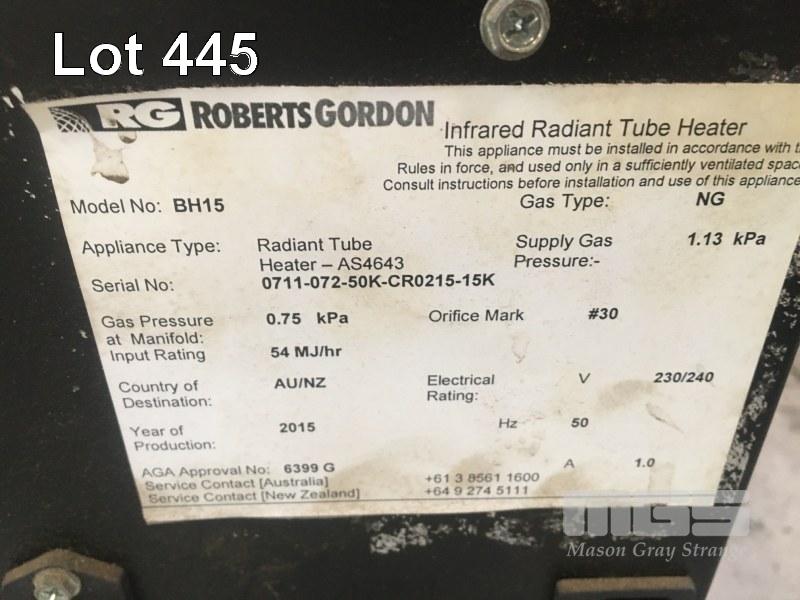 Lot 445
RG ROBERTS GORDON
Infrared Radiant Tube Heater
This appliance must be installed in accordance with
Rules in force, and used only in a sufficiently ventilated
Consult instructions before installation and use of this appliance
Model No: BH15 Gas Type: NG
Appliance Type: Radiant Tube Heater – AS4643 Supply Gas Pressure:- 1.13 kPa
Serial No: 0711-072-50K-CR0215-15K
Gas Pressure at Manifold: 0.75 kPa Orifice Mark #30
Input Rating 54 MJ/hr
Country of Destination: AU/NZ Electrical Rating: V 230/240
Year of Production: 2015 Hz 50
AGA Approval No: 6399 G A 1.0
Service Contact [Australia] +61 3 8561 1600
Service Contact [New Zealand] +64 9 274 5111
MGS
Mason Gray Strange